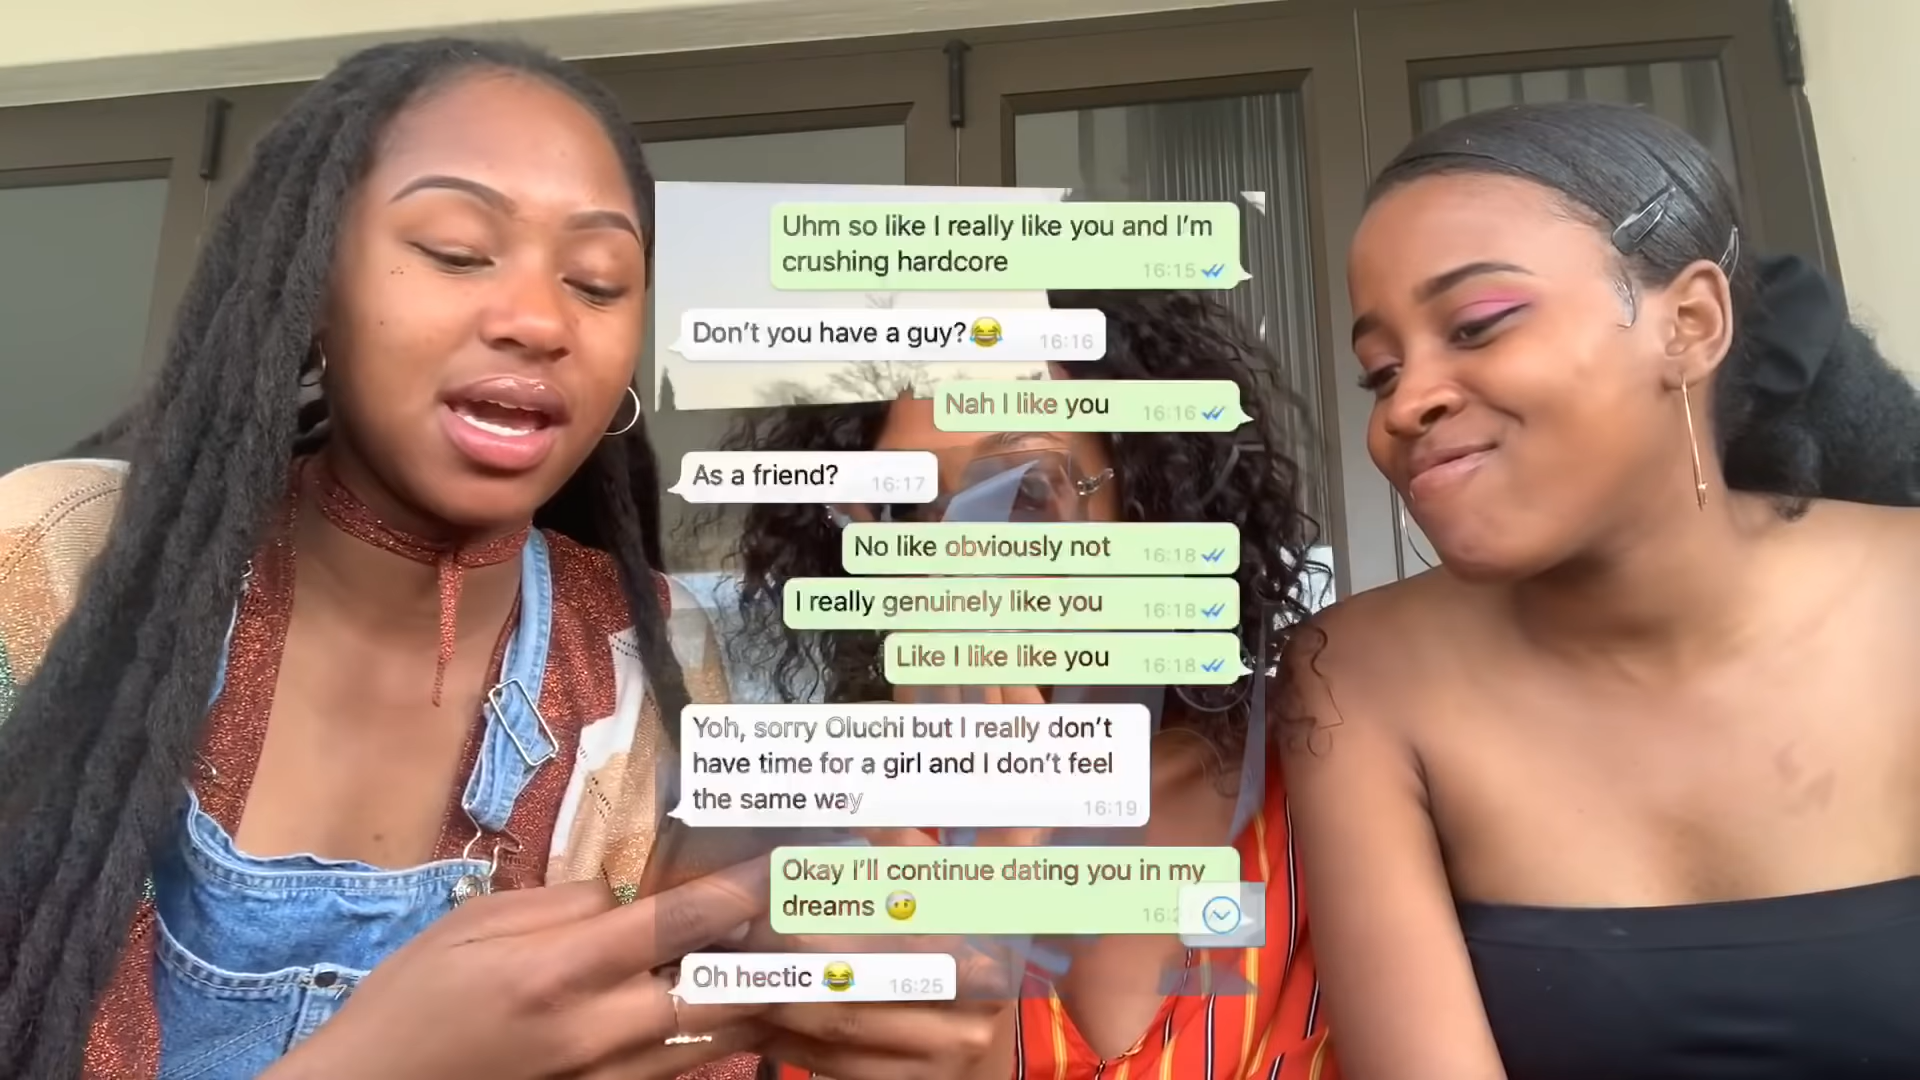 Uhm so like I really like you and I'm
crushing hardcore
16:15
Don't you have a guy?😂
16:16
Nah I like you
16:16
As a friend?
16:17
No like obviously not
16:18
I really genuinely like you
16:18
Like I like like you
16:18
Yoh, sorry Oluchi but I really don't
have time for a girl and I don't feel
the same way
16:19
Okay I'll continue dating you in my
dreams 🤕
Oh hectic 😂
16:25